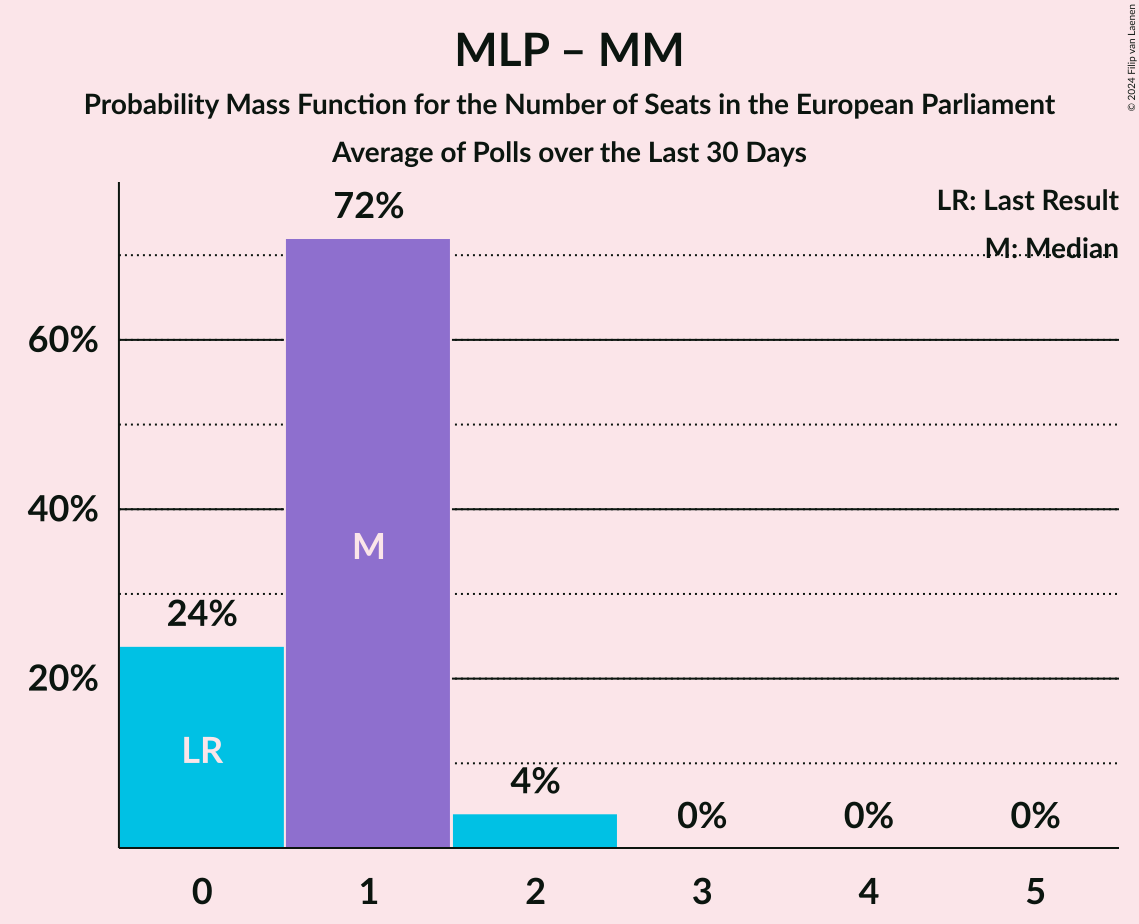 MLP – MM
Probability Mass Function for the Number of Seats in the European Parliament
Average of Polls over the Last 30 Days
© 2024 Filip van Laenen
LR: Last Result
M: Median
72%
60%
M
40%
24%
20%
LR
4%
0%
0%
0%
0 1 2 3 4 5